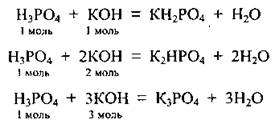 H₃PO₄ + KOH = KH₂PO₄ + H₂O
1 моль 1 моль
H₃PO₄ + 2KOH = K₂HPO₄ + 2H₂O
1 моль 2 моль
H₃PO₄ + 3KOH = K₃PO₄ + 3H₂O
1 моль 3 моль